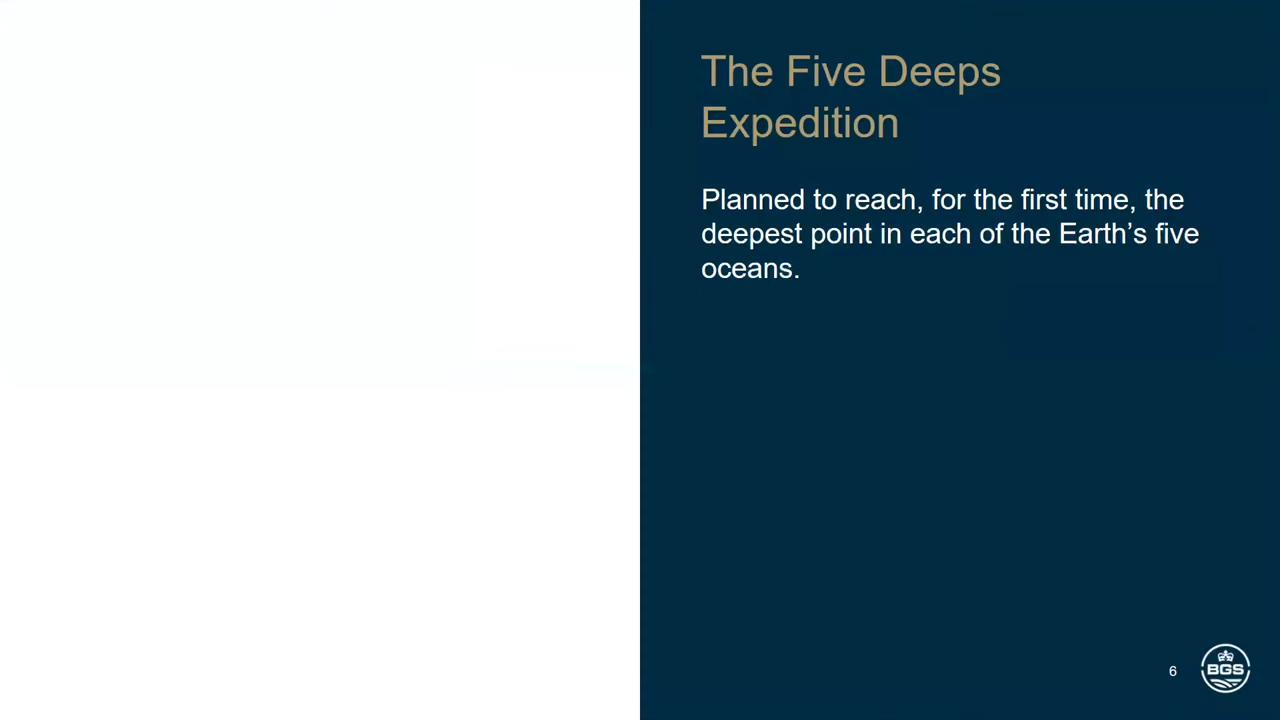 The Five Deeps
Expedition
Planned to reach, for the first time, the
deepest point in each of the Earth’s five
oceans.
6
BGS